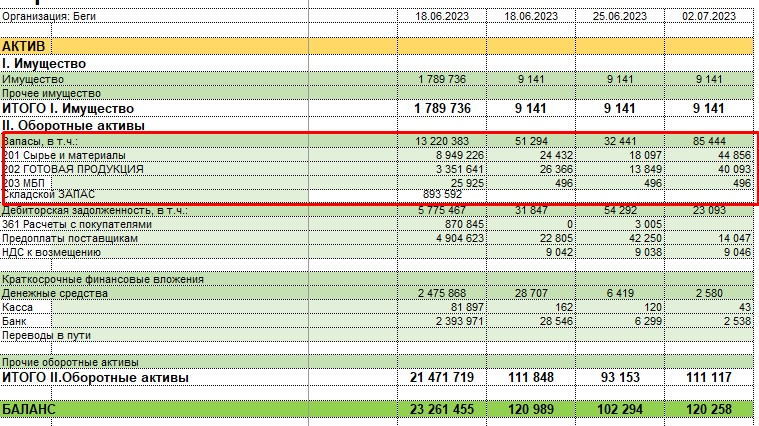 Организация: Беги 18.06.2023 18.06.2023 25.06.2023 02.07.2023
АКТИВ
I. Имущество
Имущество 1 789 736 9 141 9 141 9 141
Прочее имущество
ИТОГО I. Имущество 1 789 736 9 141 9 141 9 141
II. Оборотные активы
Запасы, в т.ч.: 13 220 383 51 294 32 441 85 444
201 Сырье и материалы 8 949 226 24 432 18 097 44 856
202 ГОТОВАЯ ПРОДУКЦИЯ 3 351 641 26 366 13 849 40 093
203 МБП 25 925 496 496 496
Складской ЗАПАС 893 592
Дебиторская задолженность, в т.ч.: 5 775 467 31 847 54 292 23 093
361 Расчеты с покупателями 870 845 0 3 005
Предоплаты поставщикам 4 904 623 22 805 42 250 14 047
НДС к возмещению 9 042 9 038 9 046
Краткосрочные финансовые вложения
Денежные средства 2 475 868 28 707 6 419 2 580
Касса 81 897 162 120 43
Банк 2 393 971 28 546 6 299 2 538
Переводы в пути
Прочие оборотные активы
ИТОГО II.Оборотные активы 21 471 719 111 848 93 153 111 117
БАЛАНС 23 261 455 120 989 102 294 120 258